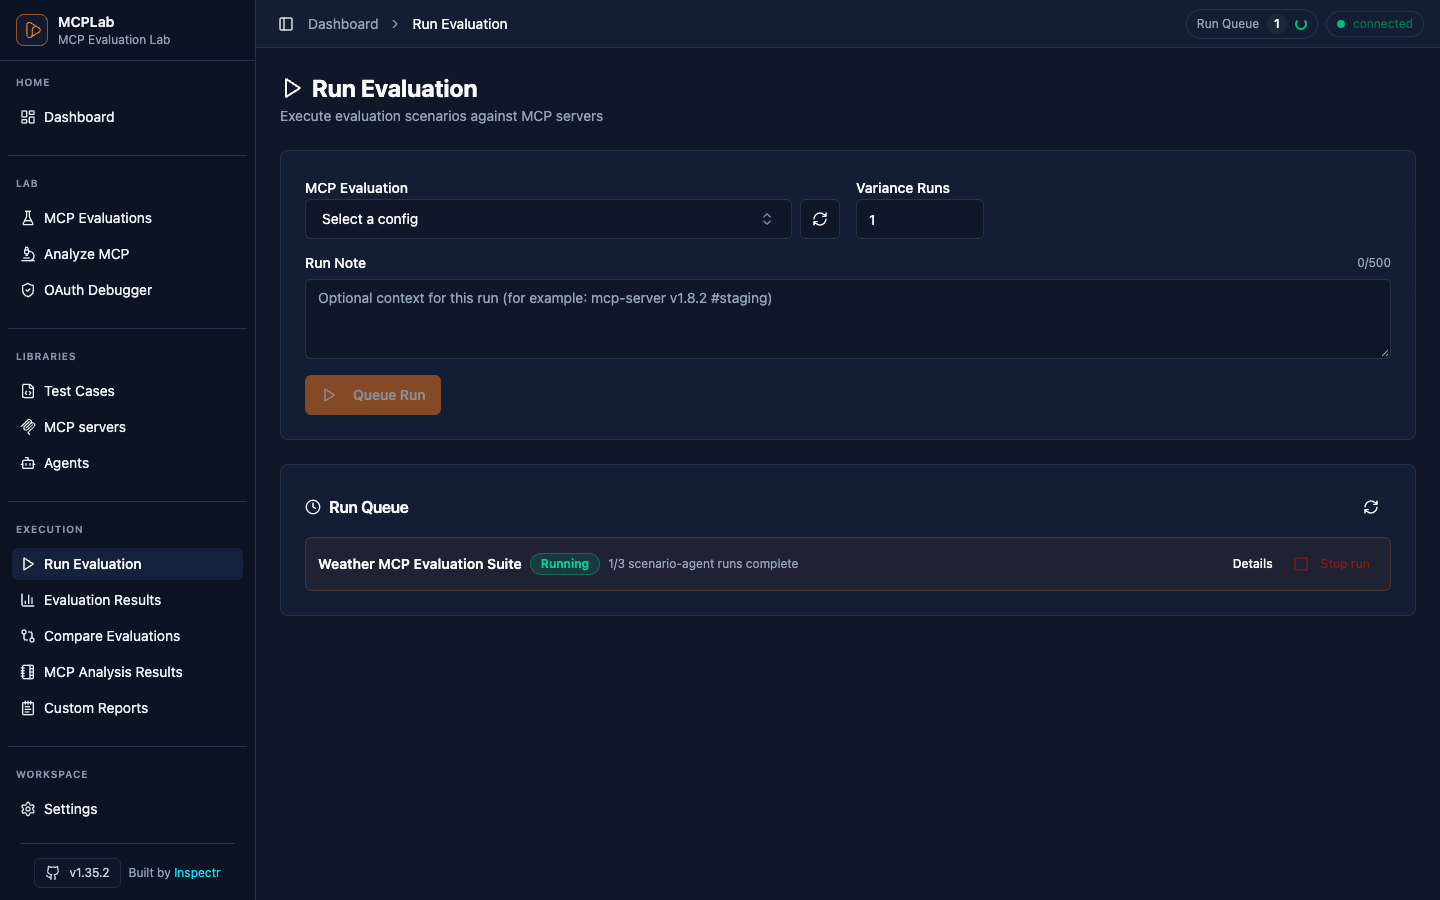 MCPLab
MCP Evaluation Lab
HOME
Dashboard
LAB
MCP Evaluations
Analyze MCP
OAuth Debugger
LIBRARIES
Test Cases
MCP servers
Agents
EXECUTION
Run Evaluation
Evaluation Results
Compare Evaluations
MCP Analysis Results
Custom Reports
WORKSPACE
Settings
v1.35.2 Built by Inspectr
Dashboard > Run Evaluation
Run Queue 1 connected
Run Evaluation
Execute evaluation scenarios against MCP servers
MCP Evaluation Variance Runs
Select a config 1
Run Note 0/500
Optional context for this run (for example: mcp-server v1.8.2 #staging)
Queue Run
Run Queue
Weather MCP Evaluation Suite Running 1/3 scenario-agent runs complete Details Stop run